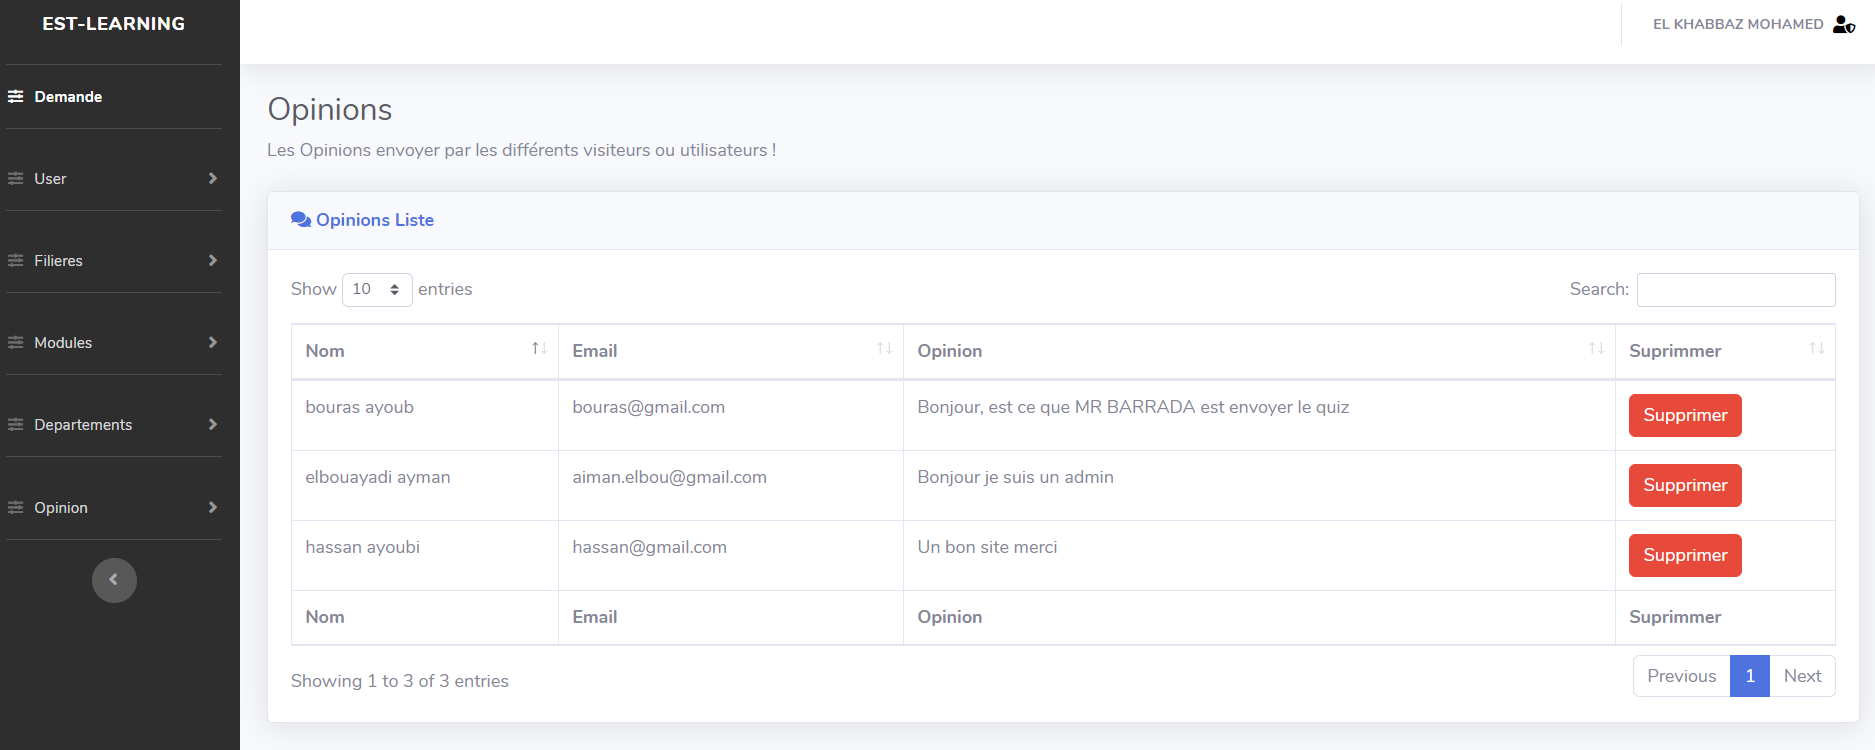 EST-LEARNING
EL KHABBAZ MOHAMED
Demande
User
Filieres
Modules
Departements
Opinion
Opinions
Les Opinions envoyer par les différents visiteurs ou utilisateurs !
Opinions Liste
Show 10 entries
Search:
Nom Email Opinion Suprimmer
bouras ayoub bouras@gmail.com Bonjour, est ce que MR BARRADA est envoyer le quiz Supprimer
elbouayadi ayman aiman.elbou@gmail.com Bonjour je suis un admin Supprimer
hassan ayoubi hassan@gmail.com Un bon site merci Supprimer
Nom Email Opinion Suprimmer
Showing 1 to 3 of 3 entries
Previous 1 Next